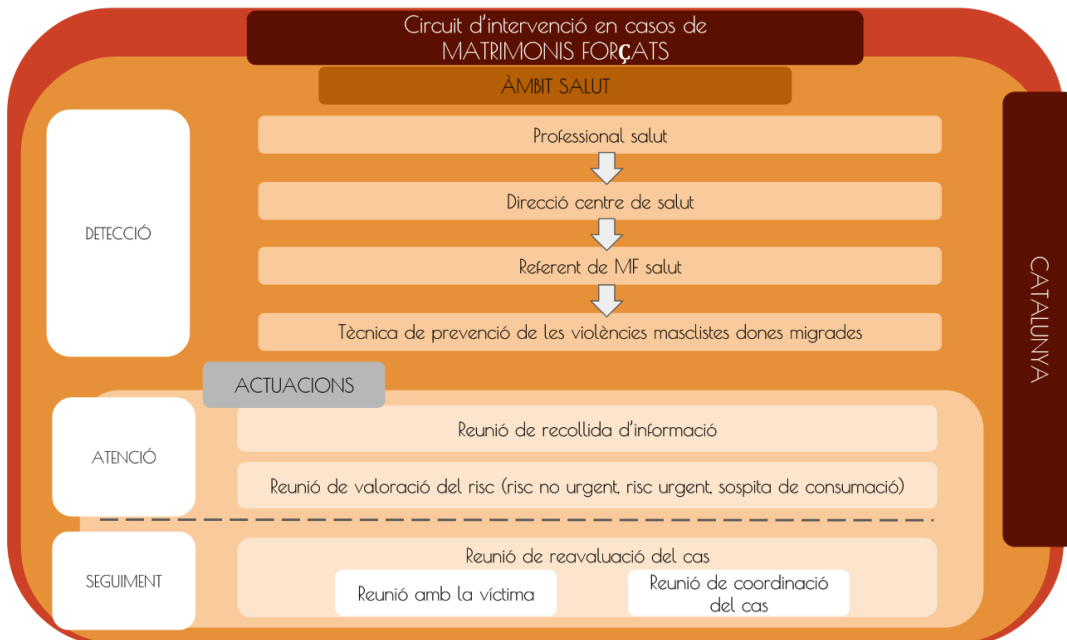 Circuit d'intervenció en casos de
MATRIMONIS FORÇATS
ÀMBIT SALUT
CATALUNYA
DETECCIÓ
Professional salut
Direcció centre de salut
Referent de MF salut
Tècnica de prevenció de les violències masclistes dones migrades
ACTUACIONS
ATENCIÓ
Reunió de recollida d'informació
Reunió de valoració del risc (risc no urgent, risc urgent, sospita de consumació)
SEGUIMENT
Reunió de reavaluació del cas
Reunió amb la víctima
Reunió de coordinació
del cas